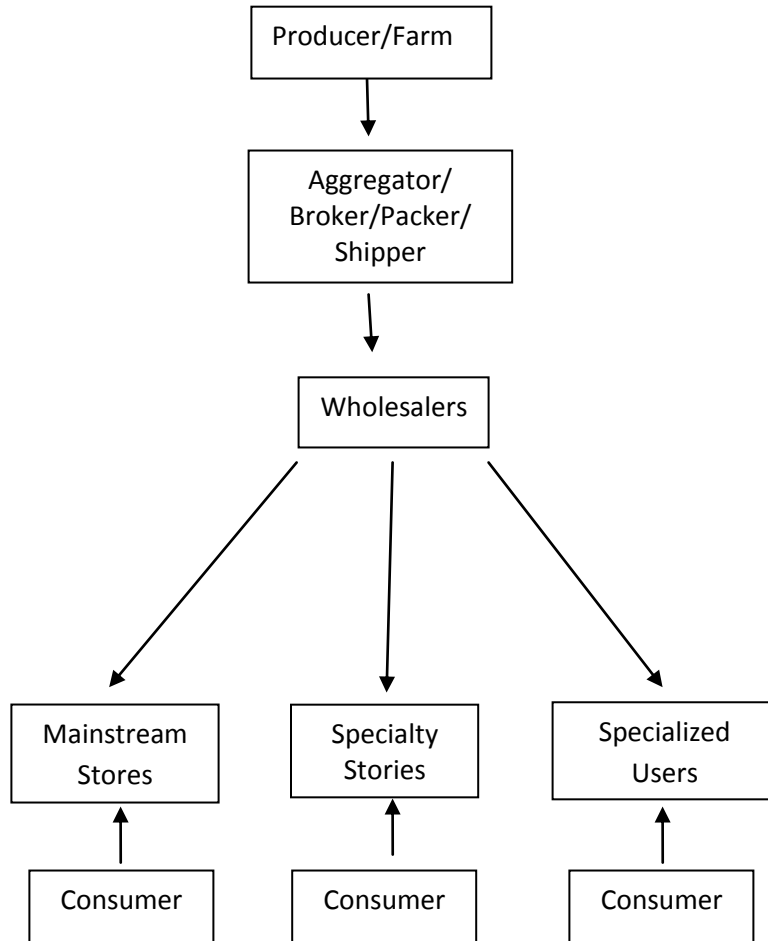 Producer/Farm
Aggregator/
Broker/Packer/
Shipper
Wholesalers
Mainstream
Stores
Specialty
Stories
Specialized
Users
Consumer
Consumer
Consumer